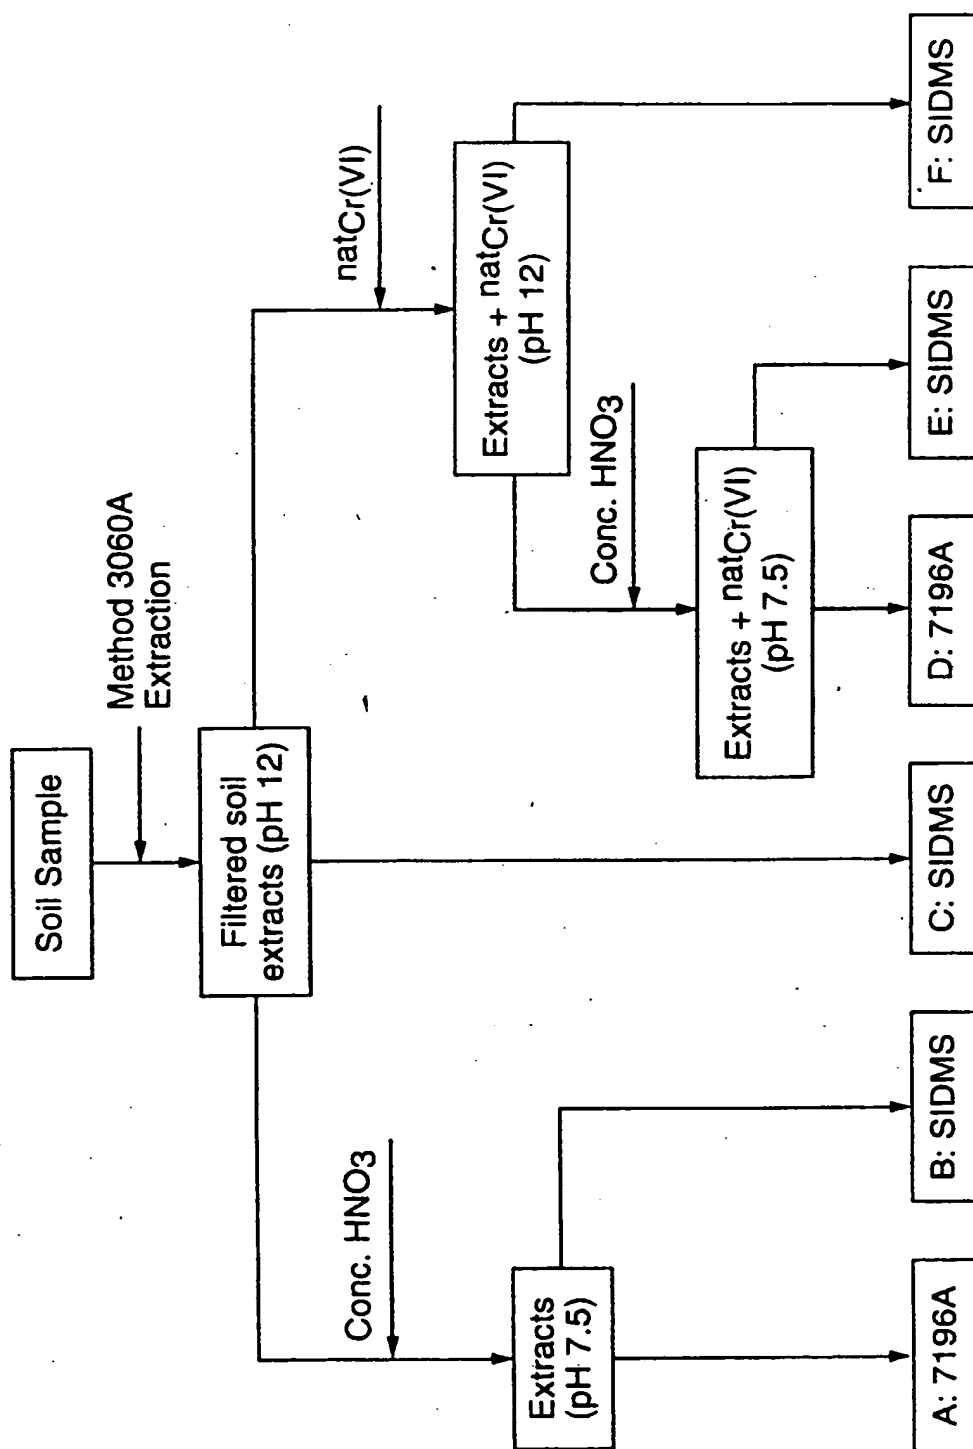 Soil Sample
Method 3060A
Extraction
Filtered soil
extracts (pH 12)
Conc. HNO3
natCr(VI)
Extracts
(pH 7.5)
Extracts + natCr(VI)
(pH 12)
Conc. HNO3
Extracts + natCr(VI)
(pH 7.5)
A: 7196A
B: SIDMS
C: SIDMS
D: 7196A
E: SIDMS
F: SIDMS